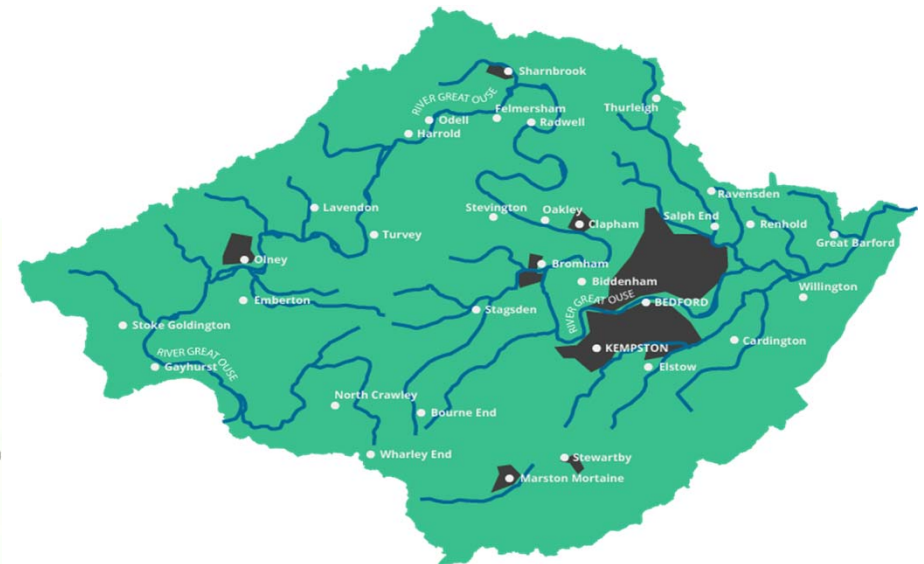 Sharnbrook
RIVER GREAT OUSE
Felmersham
Thurleigh
Odell
Radwell
Harrold
Ravensden
Lavendon
Stevington
Oakley
Salph End
Clapham
Renhold
Turvey
Great Barford
Olney
Bromham
Biddenham
Willington
Emberton
RIVER GREAT OUSE
BEDFORD
Stagsden
Stoke Goldington
Cardington
RIVER GREAT OUSE
KEMPSTON
Gayhurst
Elstow
North Crawley
Bourne End
Wharley End
Stewartby
Marston Mortaine